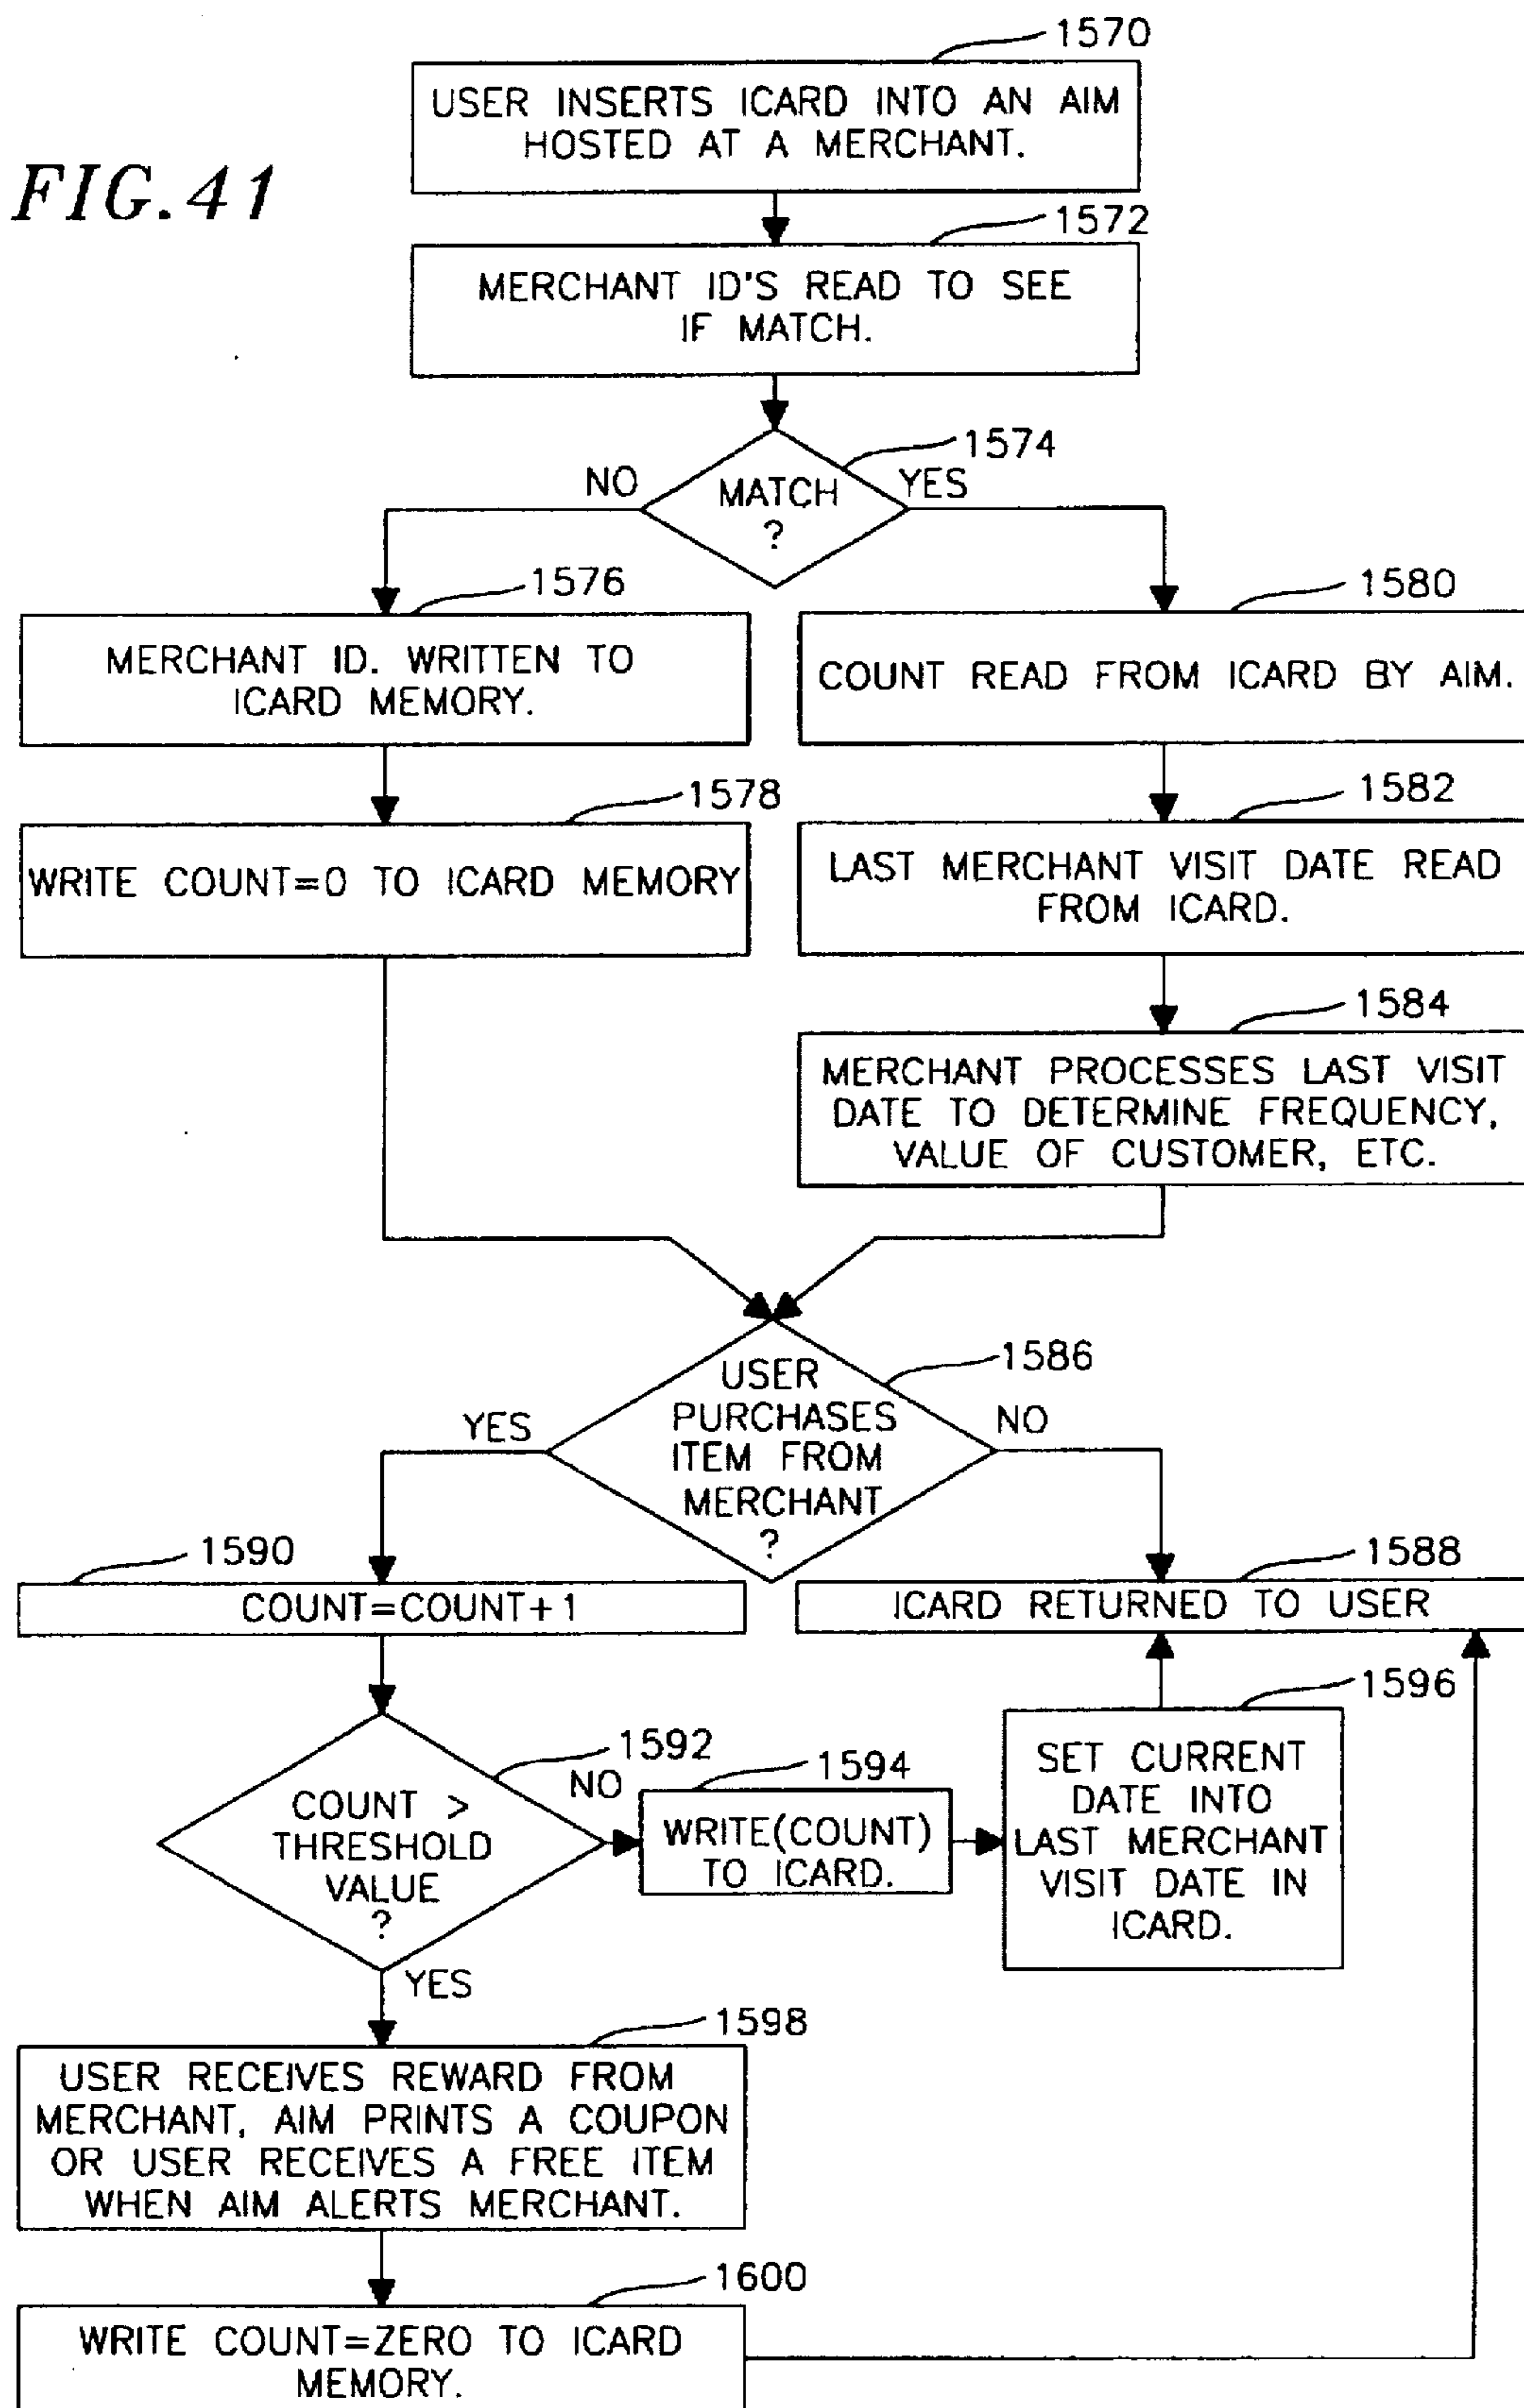 FIG.41
1570
USER INSERTS ICARD INTO AN AIM
HOSTED AT A MERCHANT.
1572
MERCHANT ID'S READ TO SEE
IF MATCH.
1574
NO
MATCH
?
YES
1576
MERCHANT ID. WRITTEN TO
ICARD MEMORY.
1580
COUNT READ FROM ICARD BY AIM.
1578
WRITE COUNT=0 TO ICARD MEMORY
1582
LAST MERCHANT VISIT DATE READ
FROM ICARD.
1584
MERCHANT PROCESSES LAST VISIT
DATE TO DETERMINE FREQUENCY,
VALUE OF CUSTOMER, ETC.
1586
YES
USER
PURCHASES
ITEM FROM
MERCHANT
?
NO
1590
COUNT=COUNT+1
1588
ICARD RETURNED TO USER
1592
COUNT >
THRESHOLD
VALUE
?
NO
1594
WRITE(COUNT)
TO ICARD.
1596
SET CURRENT
DATE INTO
LAST MERCHANT
VISIT DATE IN
ICARD.
YES
1598
USER RECEIVES REWARD FROM
MERCHANT, AIM PRINTS A COUPON
OR USER RECEIVES A FREE ITEM
WHEN AIM ALERTS MERCHANT.
1600
WRITE COUNT=ZERO TO ICARD
MEMORY.